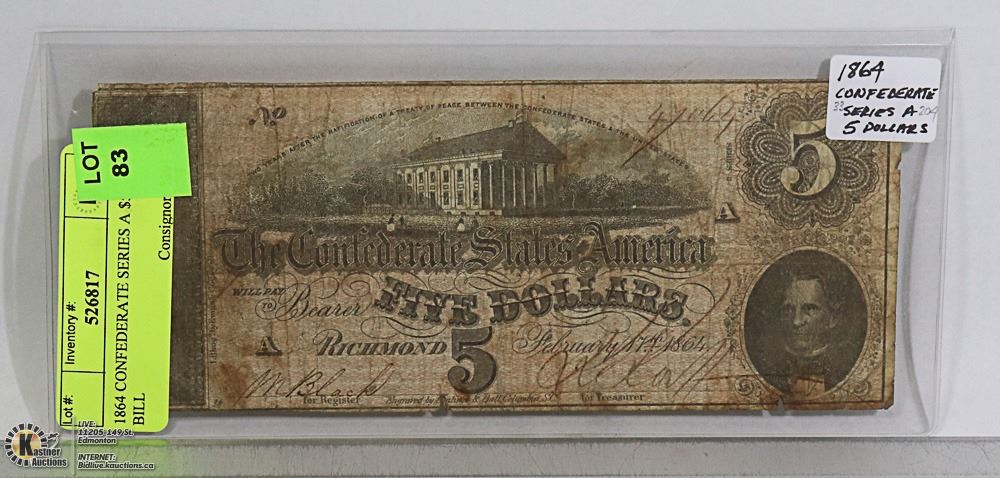 LOT
83
Lot #:
Inventory #:
526817
1864 CONFEDERATE SERIES A $
BILL
Consignor
1864
CONFEDERATE
SERIES A
5 DOLLARS
No
TWO YEARS AFTER THE RATIFICATION OF A TREATY OF PEACE BETWEEN THE CONFEDERATE STATES & THE UNITED STATES
5
A
The Confederate States of America
WILL PAY
TO Bearer FIVE DOLLARS.
A RICHMOND 5 February 17th 1864
for Register
for Treasurer
Kastner
Auctions
LIVE:
11205-149 St.
Edmonton
INTERNET:
Bidlive.kauctions.ca